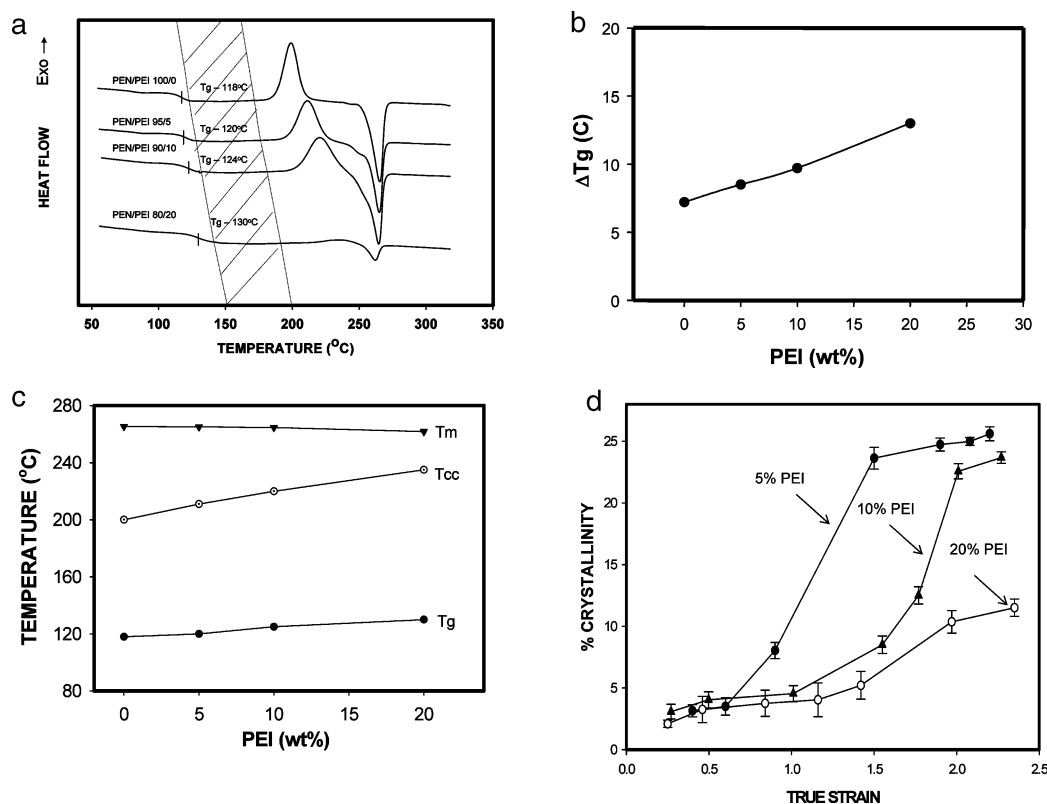 a
Exo →
HEAT FLOW
PEN/PEI 100/0
Tg – 118°C
PEN/PEI 95/5
Tg – 120°C
PEN/PEI 90/10
Tg – 124°C
PEN/PEI 80/20
Tg – 130°C
50 100 150 200 250 300 350
TEMPERATURE (°C)
b
ΔTg (C)
20
15
10
5
0
0 5 10 15 20 25 30
PEI (wt%)
c
TEMPERATURE (°C)
280
240
200
160
120
80
Tm
Tcc
Tg
0 5 10 15 20
PEI (wt%)
d
% CRYSTALLINITY
25
20
15
10
5
0
5% PEI
10% PEI
20% PEI
0.0 0.5 1.0 1.5 2.0 2.5
TRUE STRAIN